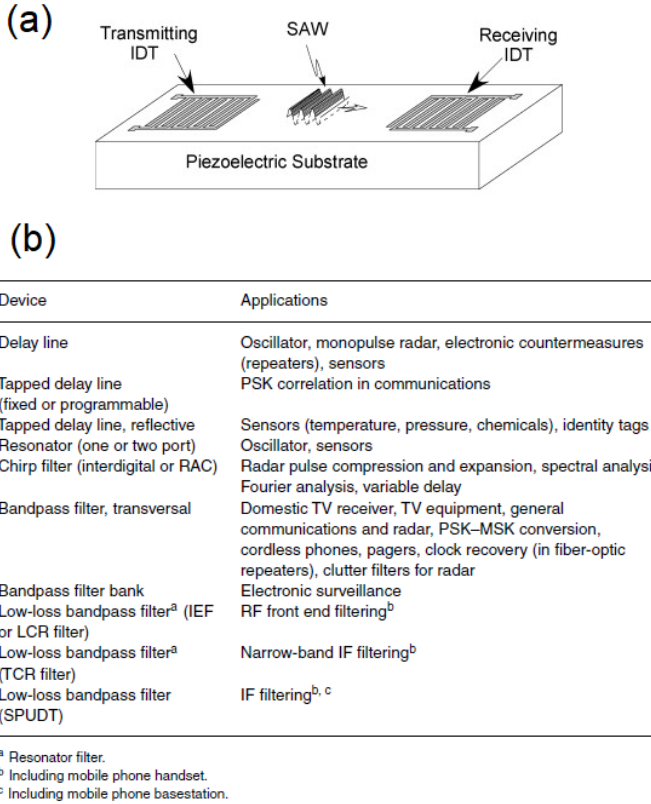 (a)
Transmitting
IDT
SAW
Receiving
IDT
Piezoelectric Substrate
(b)
Device Applications
Delay line Oscillator, monopulse radar, electronic countermeasures
(repeaters), sensors
Tapped delay line PSK correlation in communications
(fixed or programmable)
Tapped delay line, reflective Sensors (temperature, pressure, chemicals), identity tags
Resonator (one or two port) Oscillator, sensors
Chirp filter (interdigital or RAC) Radar pulse compression and expansion, spectral analysi
Fourier analysis, variable delay
Bandpass filter, transversal Domestic TV receiver, TV equipment, general
communications and radar, PSK–MSK conversion,
cordless phones, pagers, clock recovery (in fiber-optic
repeaters), clutter filters for radar
Bandpass filter bank Electronic surveillance
Low-loss bandpass filterᵃ (IEF RF front end filteringᵇ
or LCR filter)
Low-loss bandpass filterᵃ Narrow-band IF filteringᵇ
(TCR filter)
Low-loss bandpass filter IF filteringᵇ, ᶜ
(SPUDT)
ᵃ Resonator filter.
ᵇ Including mobile phone handset.
ᶜ Including mobile phone basestation.